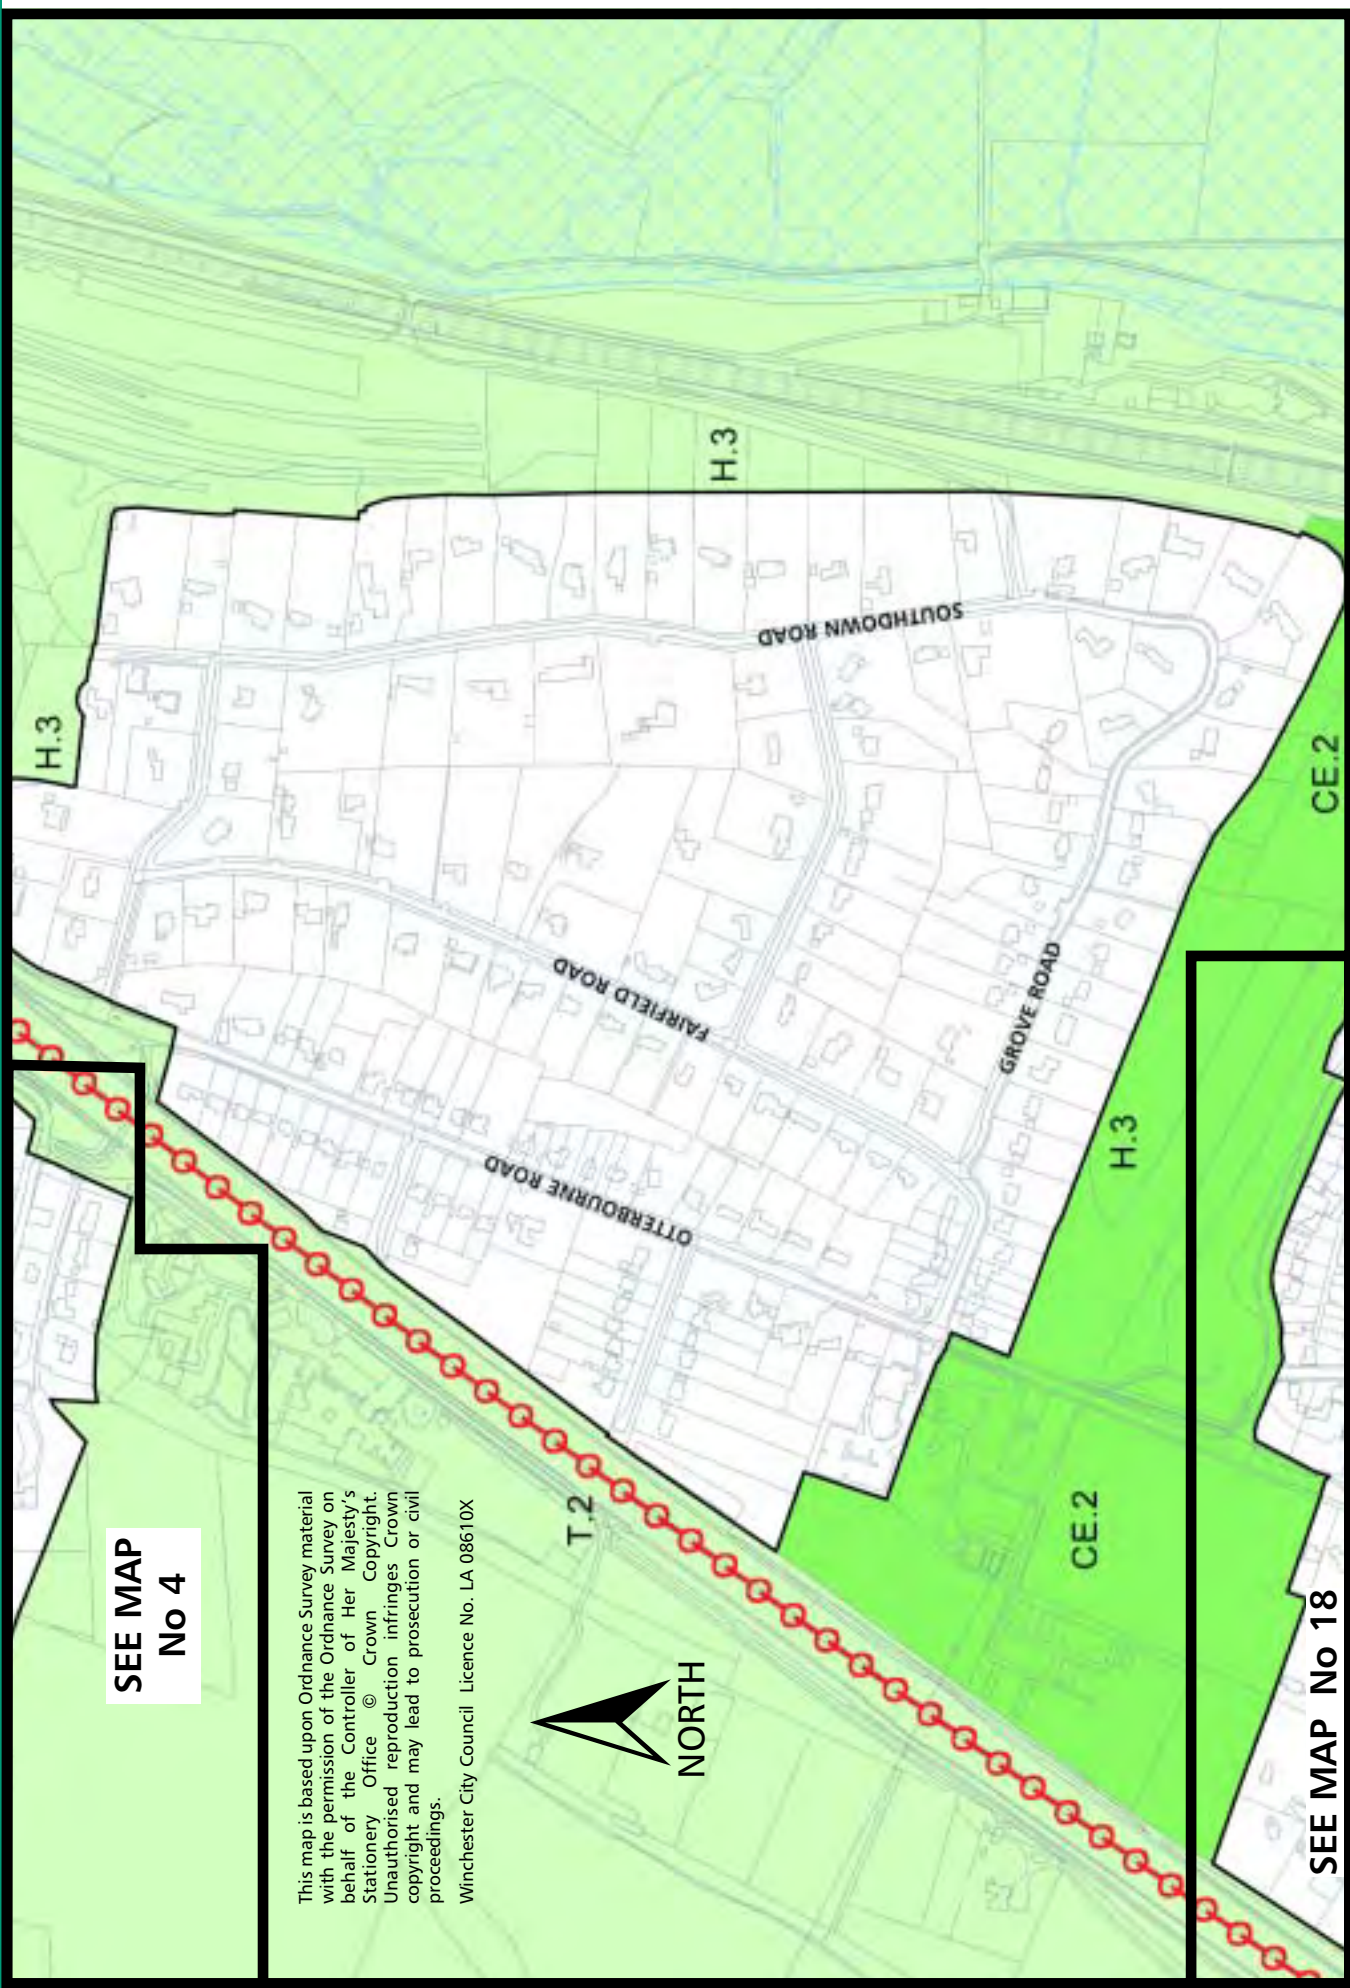 H.3
H.3
SOUTHDOWN ROAD
CE.2
FAIRFIELD ROAD
GROVE ROAD
OTTERBOURNE ROAD
H.3
SEE MAP
No 4
This map is based upon Ordnance Survey material
with the permission of the Ordnance Survey on
behalf of the Controller of Her Majesty's
Stationery Office © Crown Copyright.
Unauthorised reproduction infringes Crown
copyright and may lead to prosecution or civil
proceedings.
Winchester City Council Licence No. LA 08610X
T.2
CE.2
NORTH
SEE MAP No 18